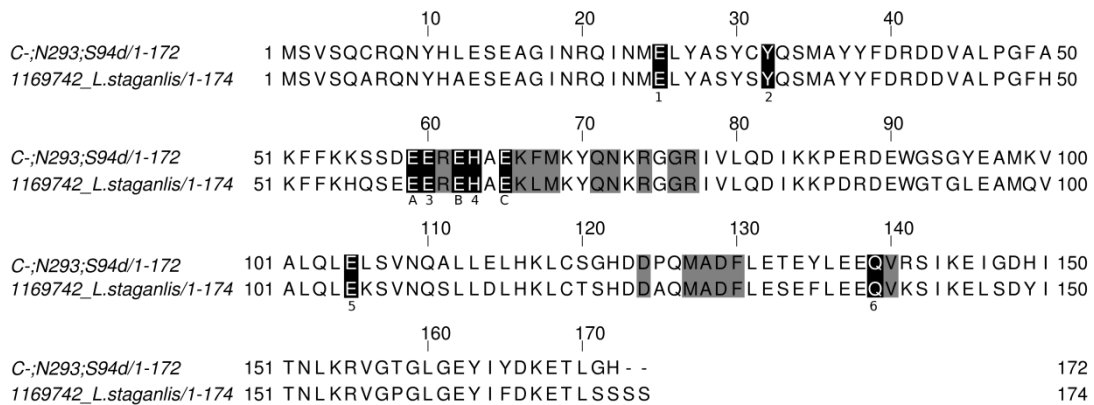 10 20 30 40
C-;N293;S94d/1-172 1 MSVSQCRQNYHLESEAGINRQINMELYASYCYQSMAYYFDRDDVALPGFA 50
1169742_L.staganlis/1-174 1 MSVSQARQNYHAESEAGINRQINMELYASYSYQSMAYYFDRDDVALPGFH 50
1 2
60 70 80 90
C-;N293;S94d/1-172 51 KFFKKSSDEEREHAEKFMKYQNKRGGRIVLQDIKKPERDEWGSGYEAMKV 100
1169742_L.staganlis/1-174 51 KFFKHQSEEEREHAEKLMKYQNKRGGRIVLQDIKKPDRDEWGTGLEAMQV 100
A 3 B 4 C
110 120 130 140
C-;N293;S94d/1-172 101 ALQLELSVNQALLELHKLCSGHDDPQMADFLETEYLEEQVRSIKEIGDHI 150
1169742_L.staganlis/1-174 101 ALQLEKSVNQSLLDLHKLCTSHDDAQMADFLESEFLEEQVKSIKELSDYI 150
5 6
160 170
C-;N293;S94d/1-172 151 TNLKRVGTGLGEYIYDKETLGH-- 172
1169742_L.staganlis/1-174 151 TNLKRVGPGLGEYIFDKETLSSSS 174